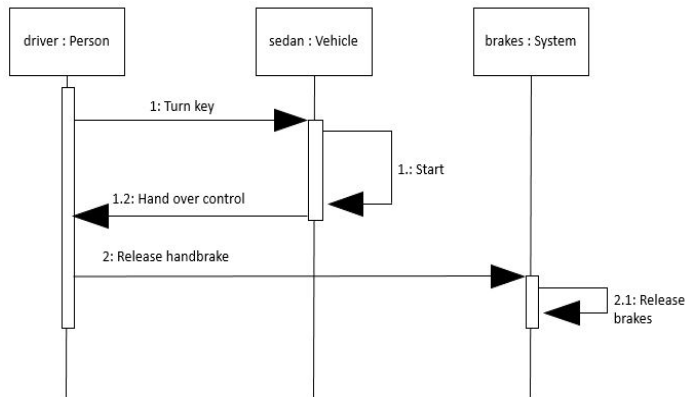 driver : Person
sedan : Vehicle
brakes : System
1: Turn key
1.: Start
1.2: Hand over control
2: Release handbrake
2.1: Release
brakes